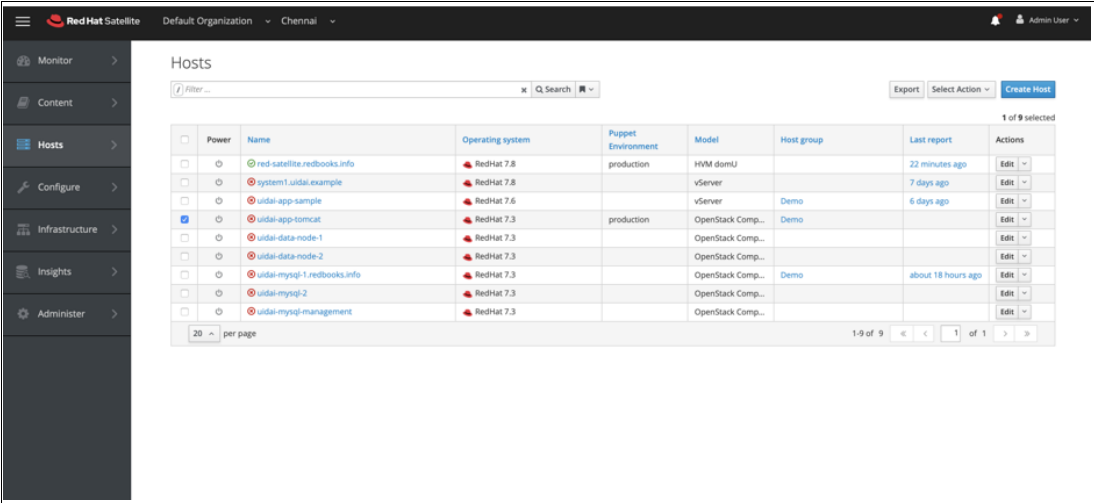 Red Hat Satellite Default Organization Chennai Admin User
Monitor
Content
Hosts
Configure
Infrastructure
Insights
Administer
Hosts
Filter ... x Search Export Select Action Create Host
1 of 9 selected
Power Name Operating system Puppet Environment Model Host group Last report Actions
red-satellite.redbooks.info RedHat 7.8 production HVM domU 22 minutes ago Edit
system1.uidai.example RedHat 7.8 vServer 7 days ago Edit
uidai-app-sample RedHat 7.6 vServer Demo 6 days ago Edit
uidai-app-tomcat RedHat 7.3 production OpenStack Comp... Demo Edit
uidai-data-node-1 RedHat 7.3 OpenStack Comp... Edit
uidai-data-node-2 RedHat 7.3 OpenStack Comp... Edit
uidai-mysql-1.redbooks.info RedHat 7.3 OpenStack Comp... Demo about 18 hours ago Edit
uidai-mysql-2 RedHat 7.3 OpenStack Comp... Edit
uidai-mysql-management RedHat 7.3 OpenStack Comp... Edit
20 per page 1-9 of 9 « < 1 of 1 > »